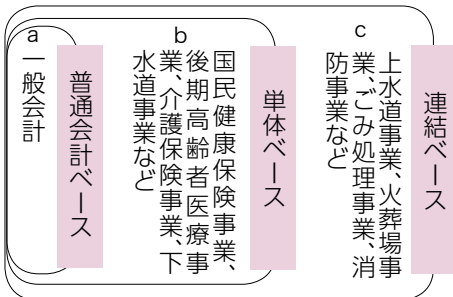 a
一般会計
普通会計ベース
b
国民健康保険事業、
後期高齢者医療事
業、介護保険事業、下
水道事業など
単体ベース
c
上水道事業、火葬場事
業、ごみ処理事業、消
防事業など
連結ベース